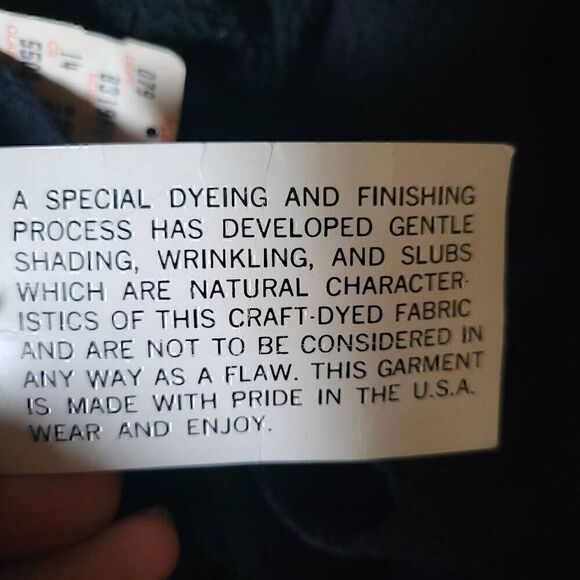 A SPECIAL DYEING AND FINISHING
PROCESS HAS DEVELOPED GENTLE
SHADING, WRINKLING, AND SLUBS
WHICH ARE NATURAL CHARACTER-
ISTICS OF THIS CRAFT-DYED FABRIC
AND ARE NOT TO BE CONSIDERED IN
ANY WAY AS A FLAW. THIS GARMENT
IS MADE WITH PRIDE IN THE U.S.A.
WEAR AND ENJOY.
079
14